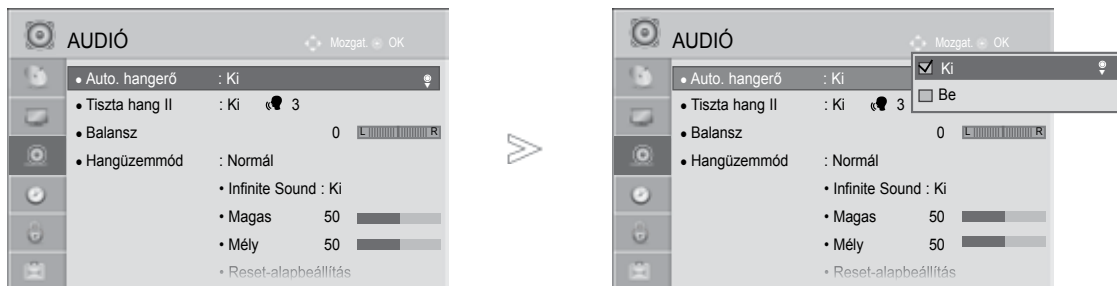 AUDIÓ
Mozgat. OK
• Auto. hangerő : Ki
• Tiszta hang II : Ki 3
• Balansz 0 L R
• Hangüzemmód : Normál
• Infinite Sound : Ki
• Magas 50
• Mély 50
• Reset-alapbeállítás
AUDIÓ
Mozgat. OK
• Auto. hangerő : Ki
• Tiszta hang II : Ki 3
• Balansz 0 L R
• Hangüzemmód : Normál
• Infinite Sound : Ki
• Magas 50
• Mély 50
• Reset-alapbeállítás
Ki
Be